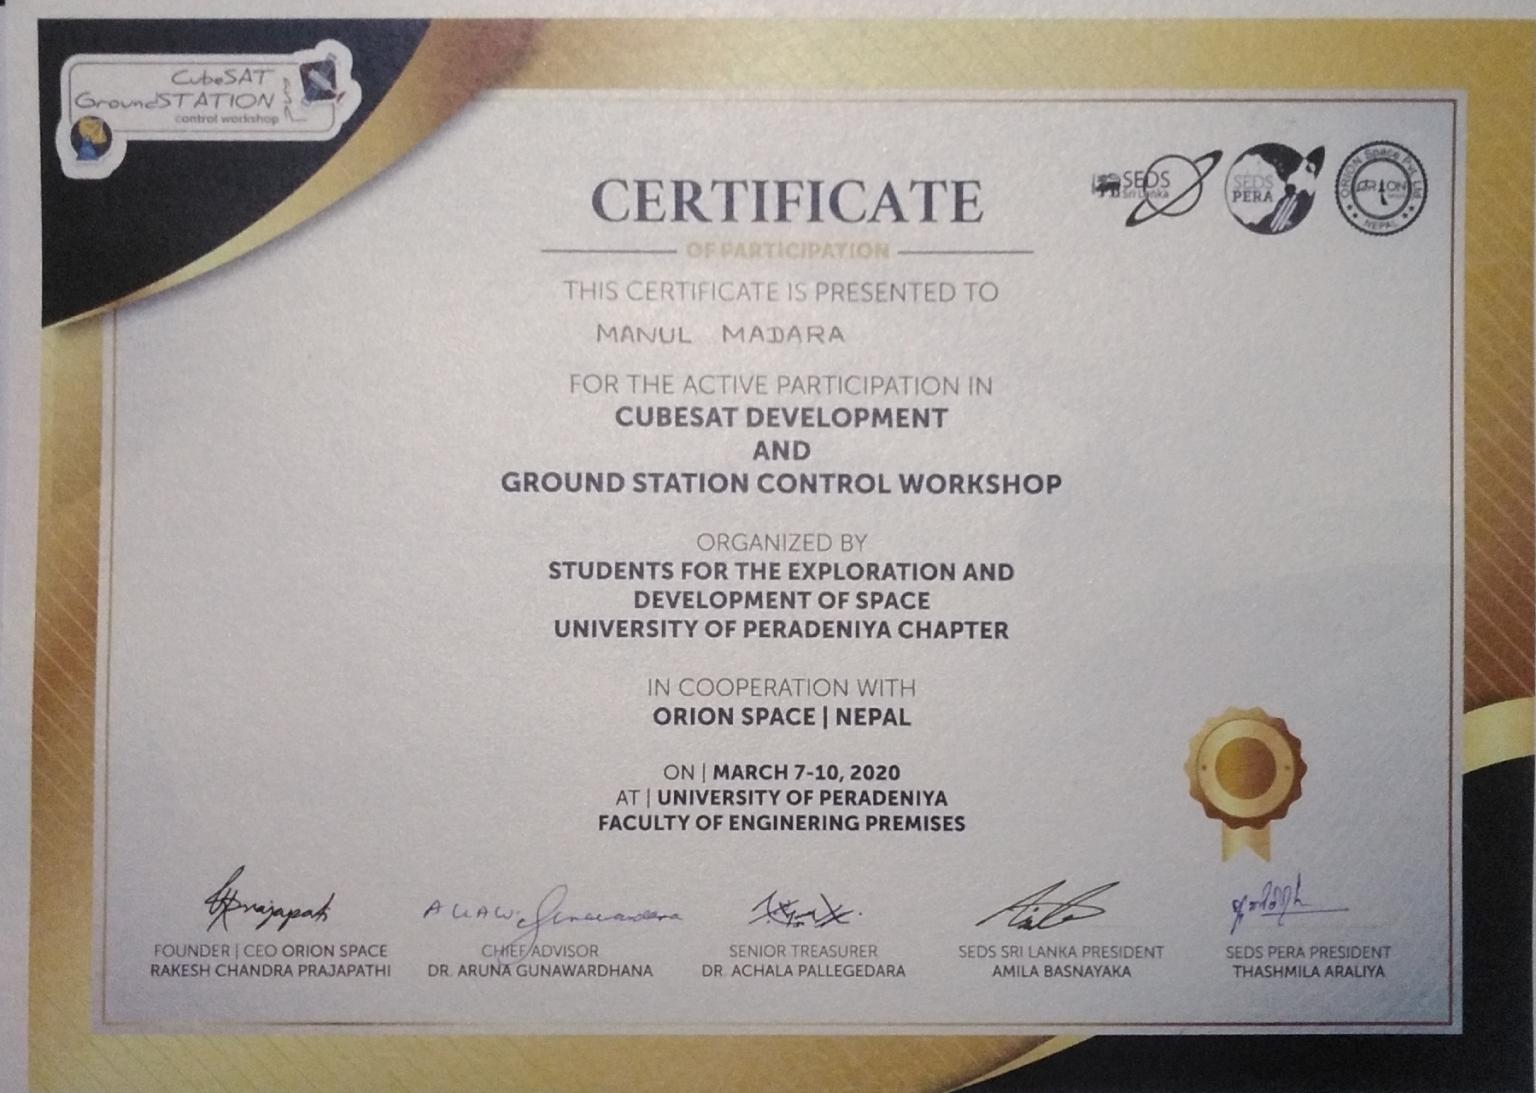 CubeSAT
GroundSTATION
control workshop
SEDS
Sri Lanka
SEDS
PERA
ORION Space Pvt. Ltd
ORION
NEPAL
CERTIFICATE
OF PARTICIPATION
THIS CERTIFICATE IS PRESENTED TO
MANUL MADARA
FOR THE ACTIVE PARTICIPATION IN
CUBESAT DEVELOPMENT
AND
GROUND STATION CONTROL WORKSHOP
ORGANIZED BY
STUDENTS FOR THE EXPLORATION AND
DEVELOPMENT OF SPACE
UNIVERSITY OF PERADENIYA CHAPTER
IN COOPERATION WITH
ORION SPACE | NEPAL
ON | MARCH 7-10, 2020
AT | UNIVERSITY OF PERADENIYA
FACULTY OF ENGINERING PREMISES
FOUNDER | CEO ORION SPACE
RAKESH CHANDRA PRAJAPATHI
CHIEF ADVISOR
DR. ARUNA GUNAWARDHANA
SENIOR TREASURER
DR. ACHALA PALLEGEDARA
SEDS SRI LANKA PRESIDENT
AMILA BASNAYAKA
SEDS PERA PRESIDENT
THASHMILA ARALIYA